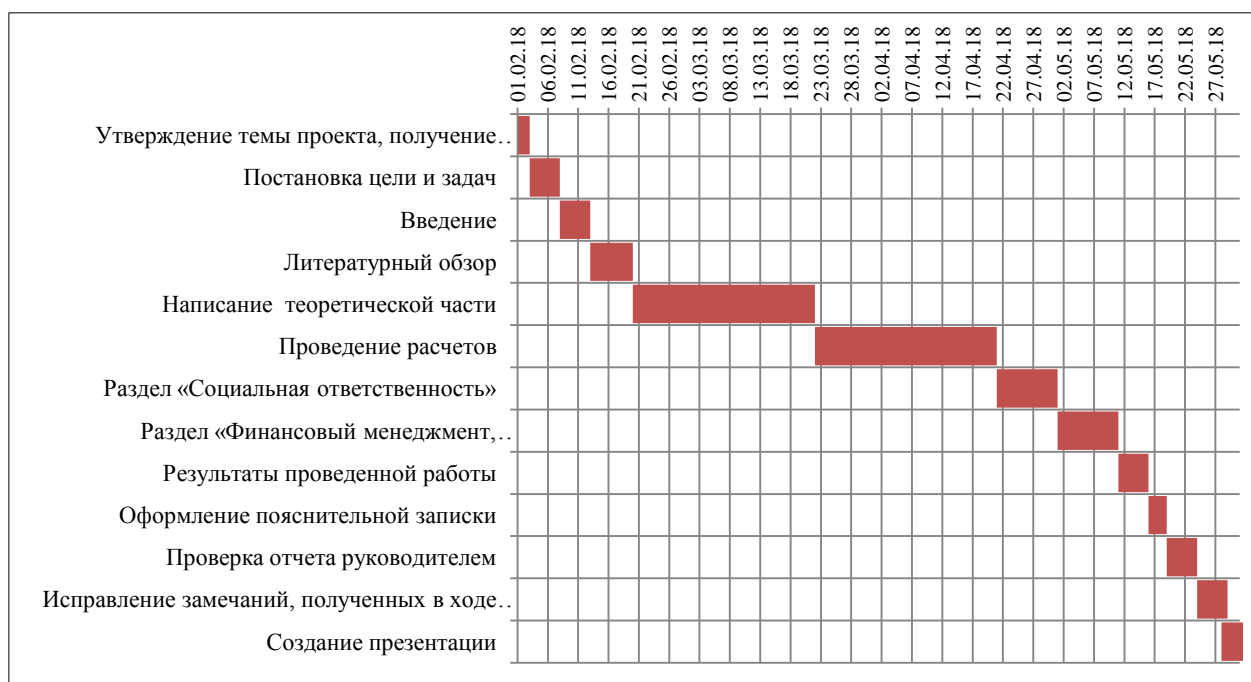 01.02.18
06.02.18
11.02.18
16.02.18
21.02.18
26.02.18
03.03.18
08.03.18
13.03.18
18.03.18
23.03.18
28.03.18
02.04.18
07.04.18
12.04.18
17.04.18
22.04.18
27.04.18
02.05.18
07.05.18
12.05.18
17.05.18
22.05.18
27.05.18
Утверждение темы проекта, получение..
Постановка цели и задач
Введение
Литературный обзор
Написание  теоретической части
Проведение расчетов
Раздел «Социальная ответственность»
Раздел «Финансовый менеджмент,..
Результаты проведенной работы
Оформление пояснительной записки
Проверка отчета руководителем
Исправление замечаний, полученных в ходе..
Создание презентации